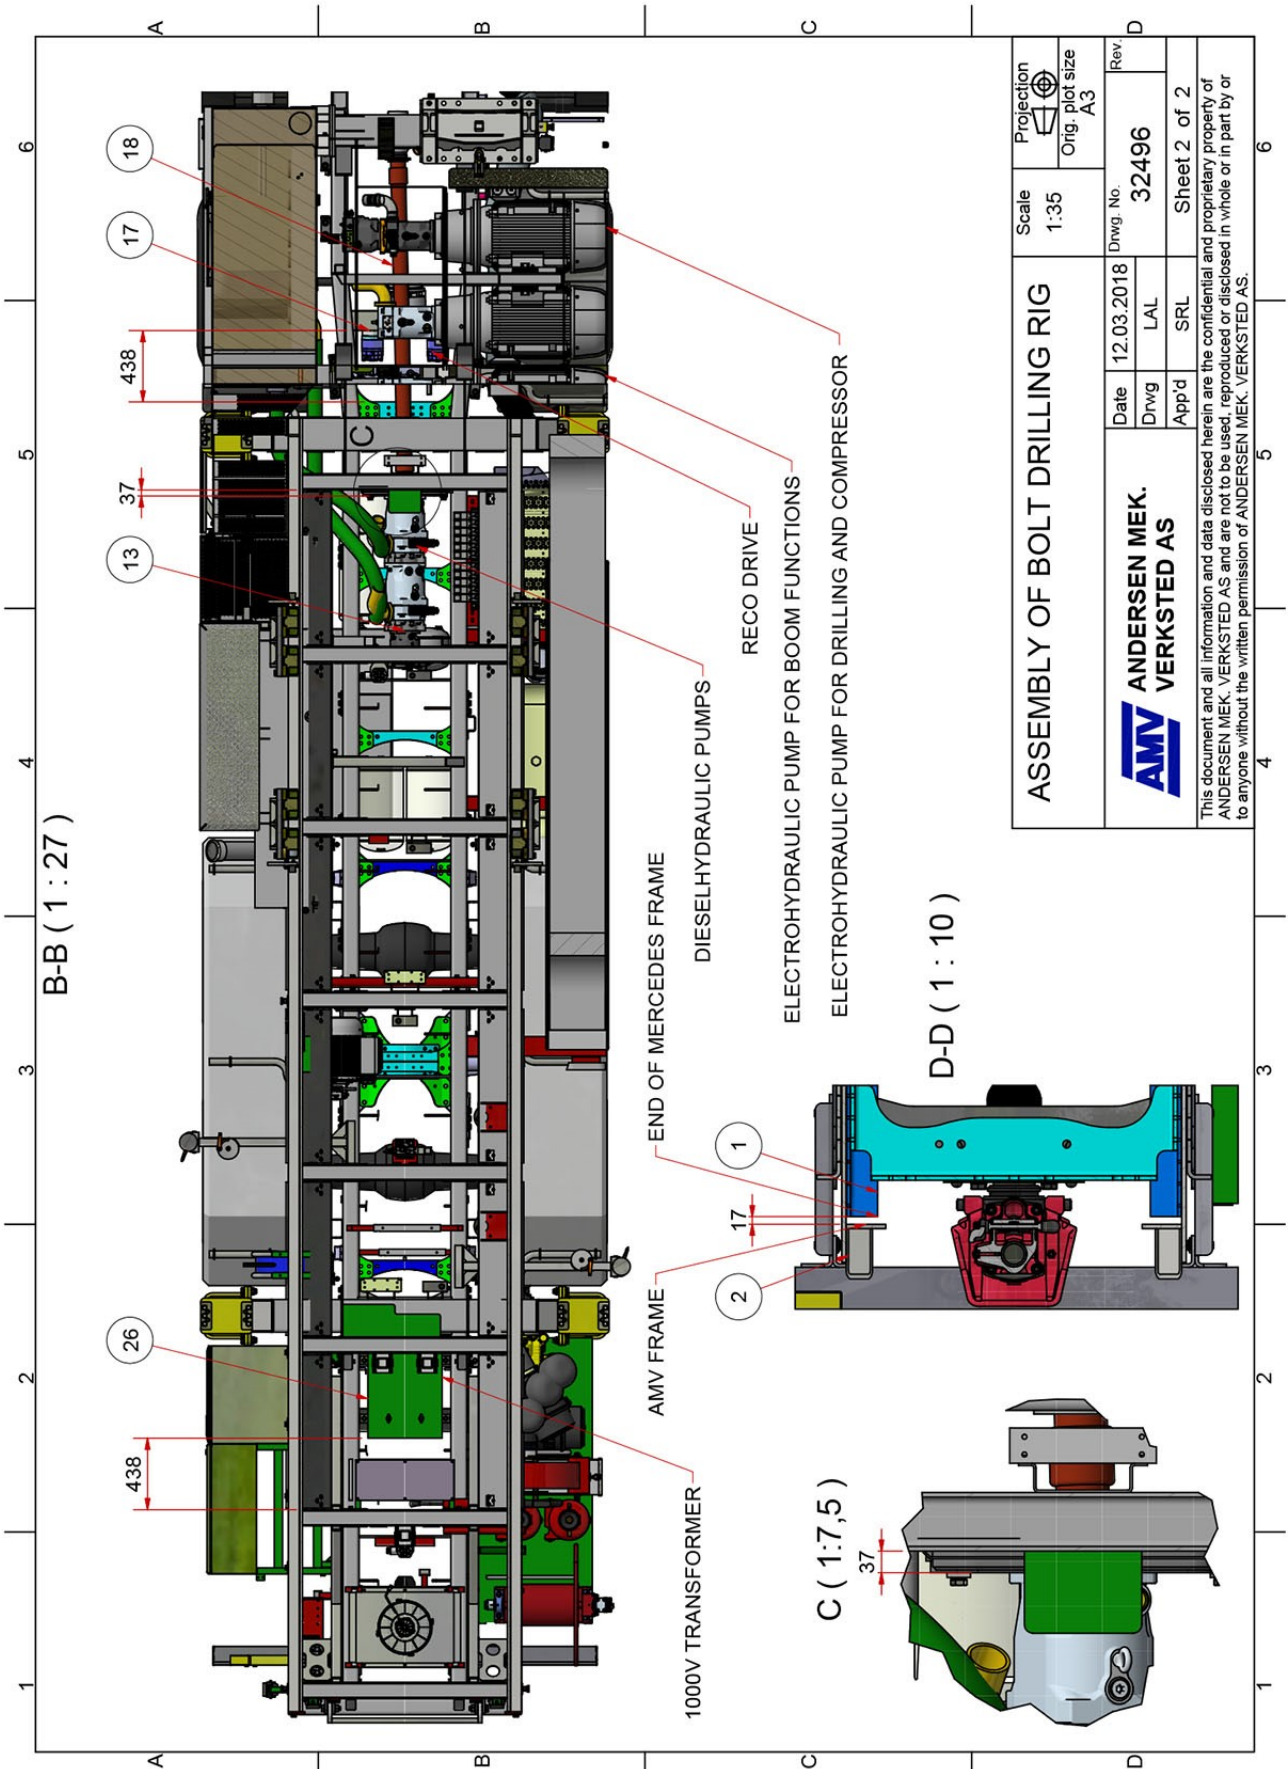 1
2
3
4
5
6
A
B
C
D
B-B ( 1 : 27 )
438
26
13
37
438
17
18
C
1000V TRANSFORMER
AMV FRAME
END OF MERCEDES FRAME
DIESELHYDRAULIC PUMPS
RECO DRIVE
ELECTROHYDRAULIC PUMP FOR BOOM FUNCTIONS
ELECTROHYDRAULIC PUMP FOR DRILLING AND COMPRESSOR
C ( 1:7,5 )
37
D-D ( 1 : 10 )
2
17
1
ASSEMBLY OF BOLT DRILLING RIG
Scale
1:35
Projection
Orig. plot size
A3
AMV ANDERSEN MEK.
VERKSTED AS
Date 12.03.2018
Drwg LAL
App'd SRL
Drwg. No.
32496
Rev.
Sheet 2 of 2
This document and all information and data disclosed herein are the confidential and proprietary property of
ANDERSEN MEK. VERKSTED AS and are not to be used, reproduced or disclosed in whole or in part by or
to anyone without the written permission of ANDERSEN MEK. VERKSTED AS.
1
2
3
4
5
6
A
B
C
D